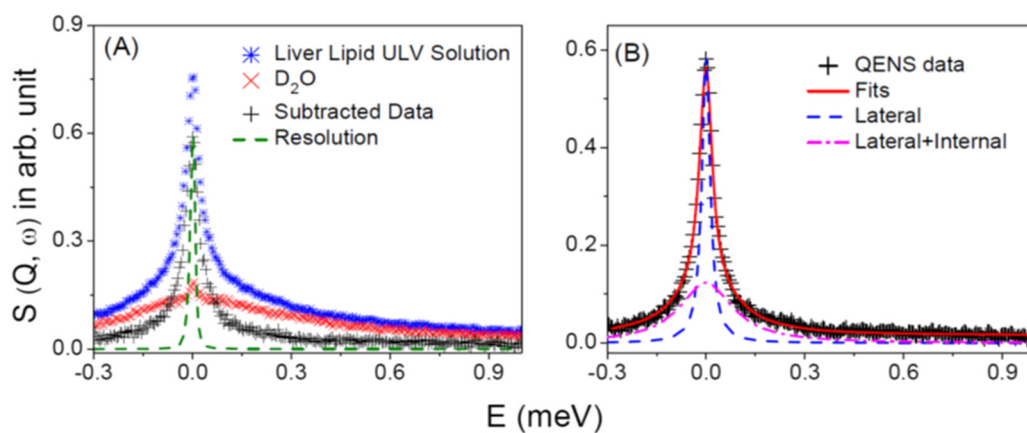 (A)
Liver Lipid ULV Solution
D₂O
Subtracted Data
Resolution
S (Q, ω) in arb. unit
0.9
0.6
0.3
0.0
-0.3 0.0 0.3 0.6 0.9
(B)
QENS data
Fits
Lateral
Lateral+Internal
0.6
0.4
0.2
0.0
-0.3 0.0 0.3 0.6 0.9
E (meV)